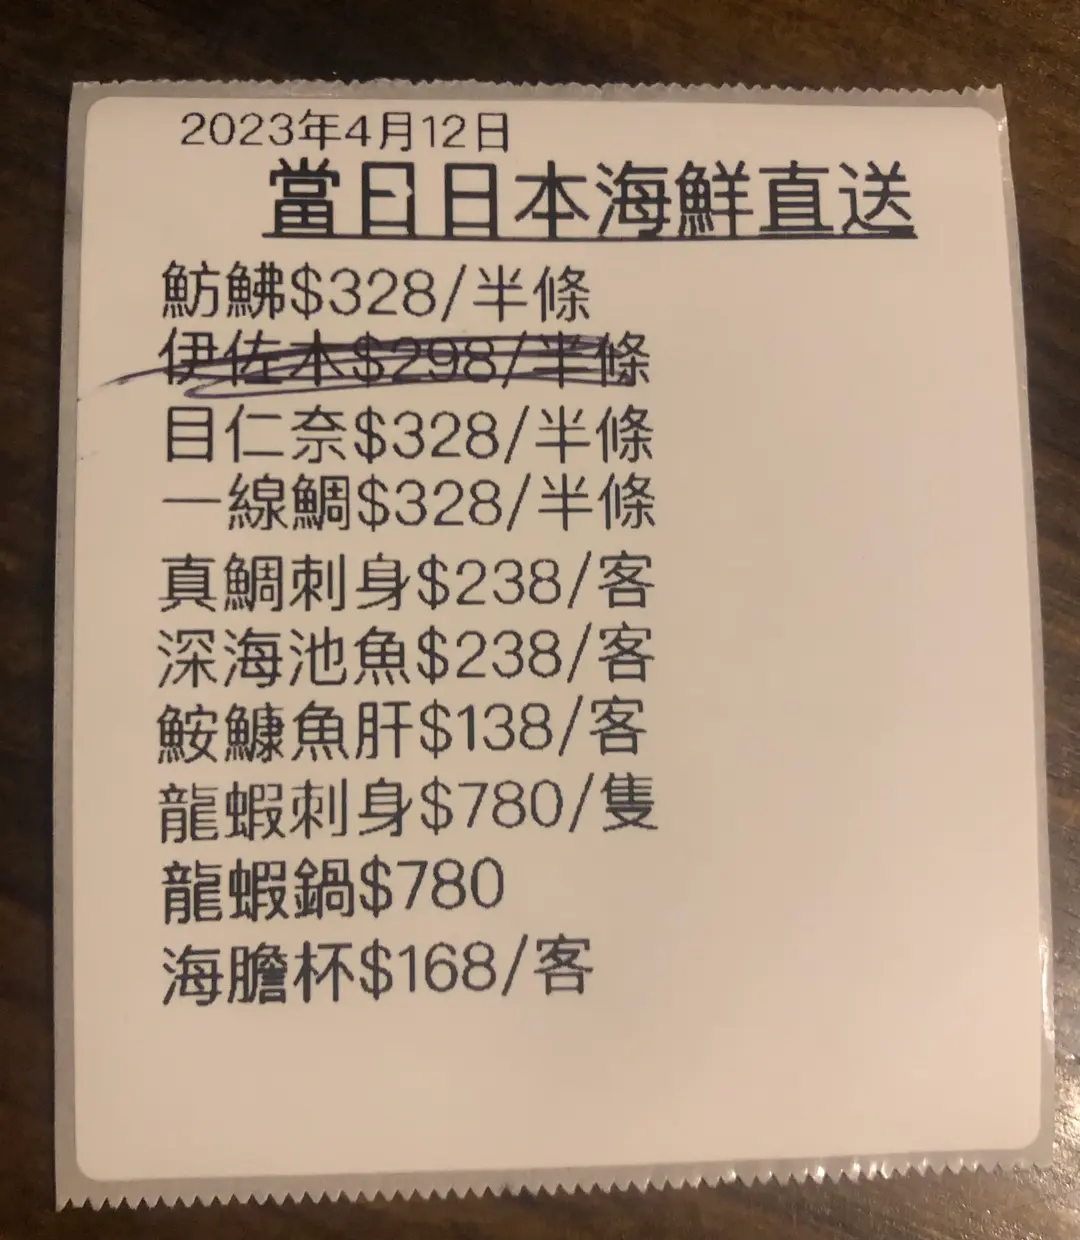 2023年4月12日
當日日本海鮮直送
魴鮄$328/半條
伊佐木$298/半條
目仁奈$328/半條
一線鯛$328/半條
真鯛刺身$238/客
深海池魚$238/客
鮟鱇魚肝$138/客
龍蝦刺身$780/隻
龍蝦鍋$780
海膽杯$168/客